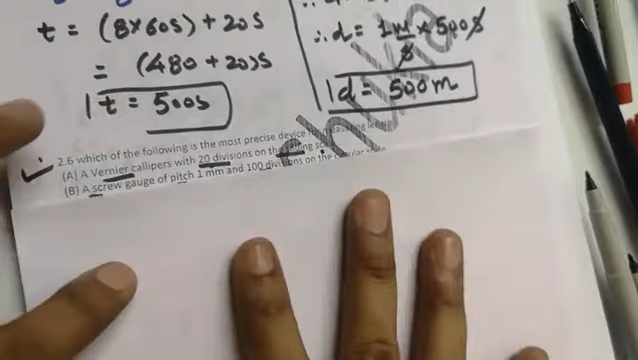 t = (8×60s) + 20s
∴ d = 1 m/s × 500 s
= (480 + 20)s
t = 500s
d = 500m
2.6 which of the following is the most precise device for measuring length
(A) A Vernier callipers with 20 divisions on the sliding scale
(B) A screw gauge of pitch 1 mm and 100 divisions on the circular scale